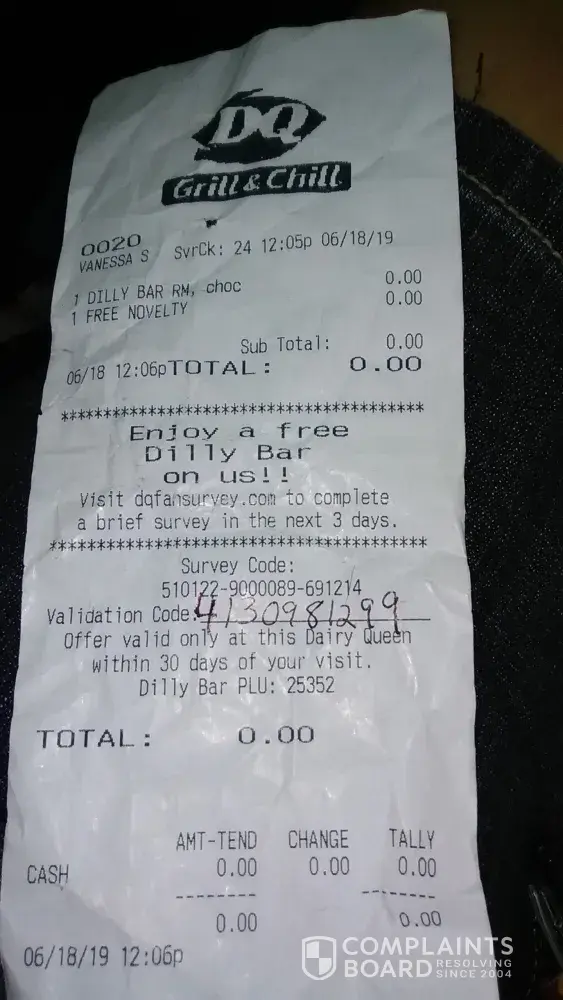 DQ
Grill & Chill
0020
VANESSA S SvrCk: 24 12:05p 06/18/19
1 DILLY BAR RM, choc 0.00
1 FREE NOVELTY 0.00
Sub Total: 0.00
06/18 12:06p TOTAL: 0.00
****************************************
Enjoy a free
Dilly Bar
on us!!
Visit dqfansurvey.com to complete
a brief survey in the next 3 days.
****************************************
Survey Code:
510122-9000089-691214
Validation Code: 4130981299
Offer valid only at this Dairy Queen
within 30 days of your visit.
Dilly Bar PLU: 25352
TOTAL: 0.00
AMT-TEND CHANGE TALLY
CASH 0.00 0.00 0.00
-------- -------
0.00 0.00
06/18/19 12:06p
COMPLAINTS
BOARD RESOLVING
SINCE 2004